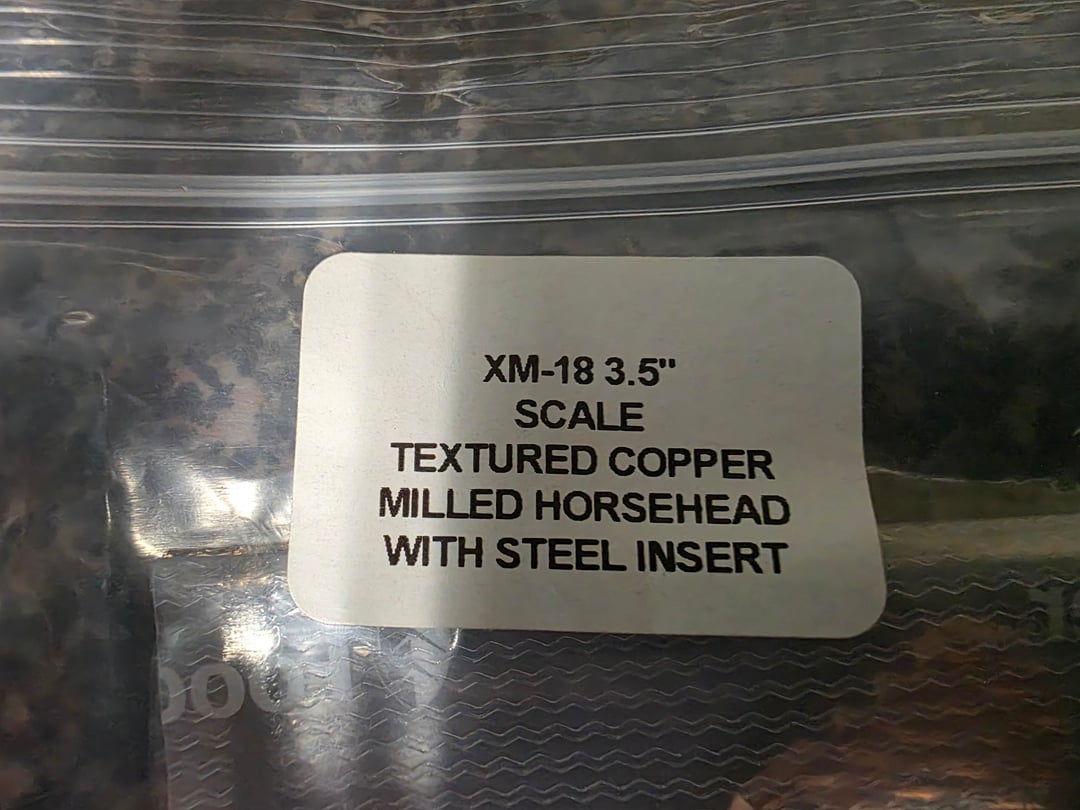 XM-18 3.5"
SCALE
TEXTURED COPPER
MILLED HORSEHEAD
WITH STEEL INSERT